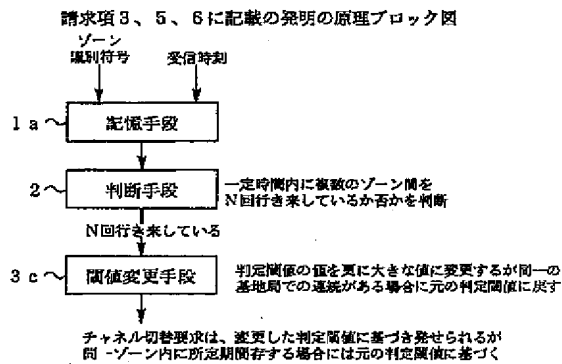 請求項3、5、6に記載の発明の原理ブロック図
ゾーン
識別符号
受信時刻
1a
記憶手段
2
判断手段
一定時間内に複数のゾーン間を
N回行き来しているか否かを判断
N回行き来している
3c
閾値変更手段
判定閾値の値を更に大きな値に変更するが同一の
基地局での連続がある場合に元の判定閾値に戻す
チャネル切替要求は、変更した判定閾値に基づき発せられるが
同一ゾーン内に所定期間存する場合には元の判定閾値に基づく